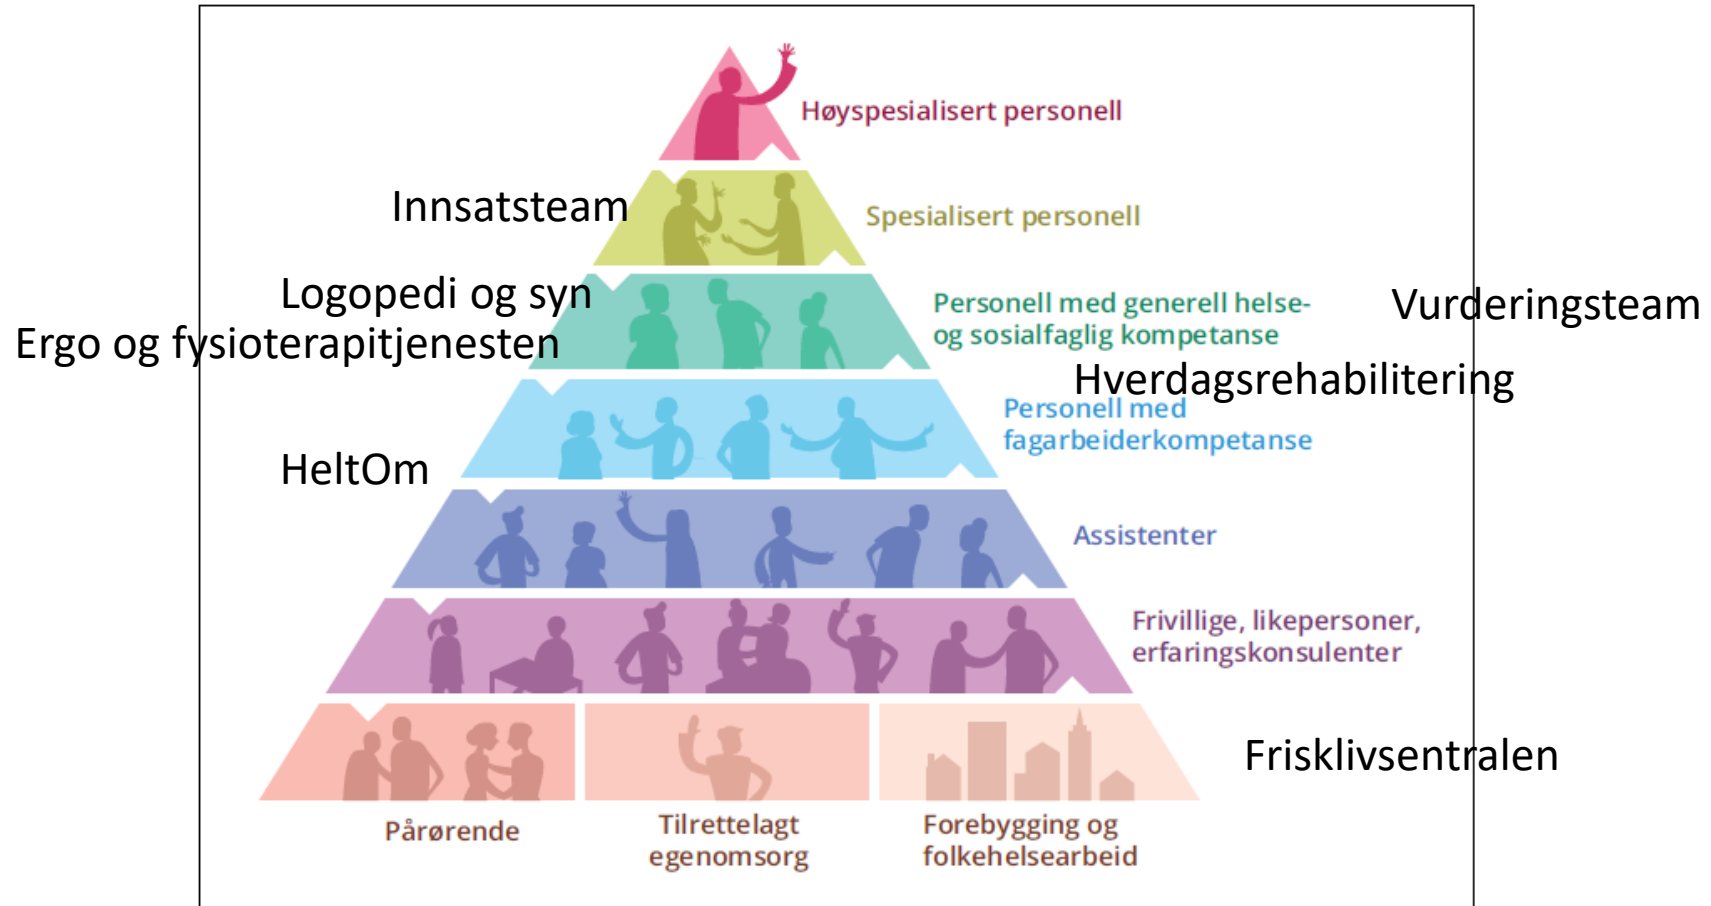 Høyspesialisert personell
Innsatsteam
Spesialisert personell
Logopedi og syn
Ergo og fysioterapitjenesten
Personell med generell helse-
og sosialfaglig kompetanse
Vurderingsteam
Hverdagsrehabilitering
Personell med
fagarbeiderkompetanse
HeltOm
Assistenter
Frivillige, likepersoner,
erfaringskonsulenter
Frisklivsentralen
Pårørende
Tilrettelagt
egenomsorg
Forebygging og
folkehelsearbeid